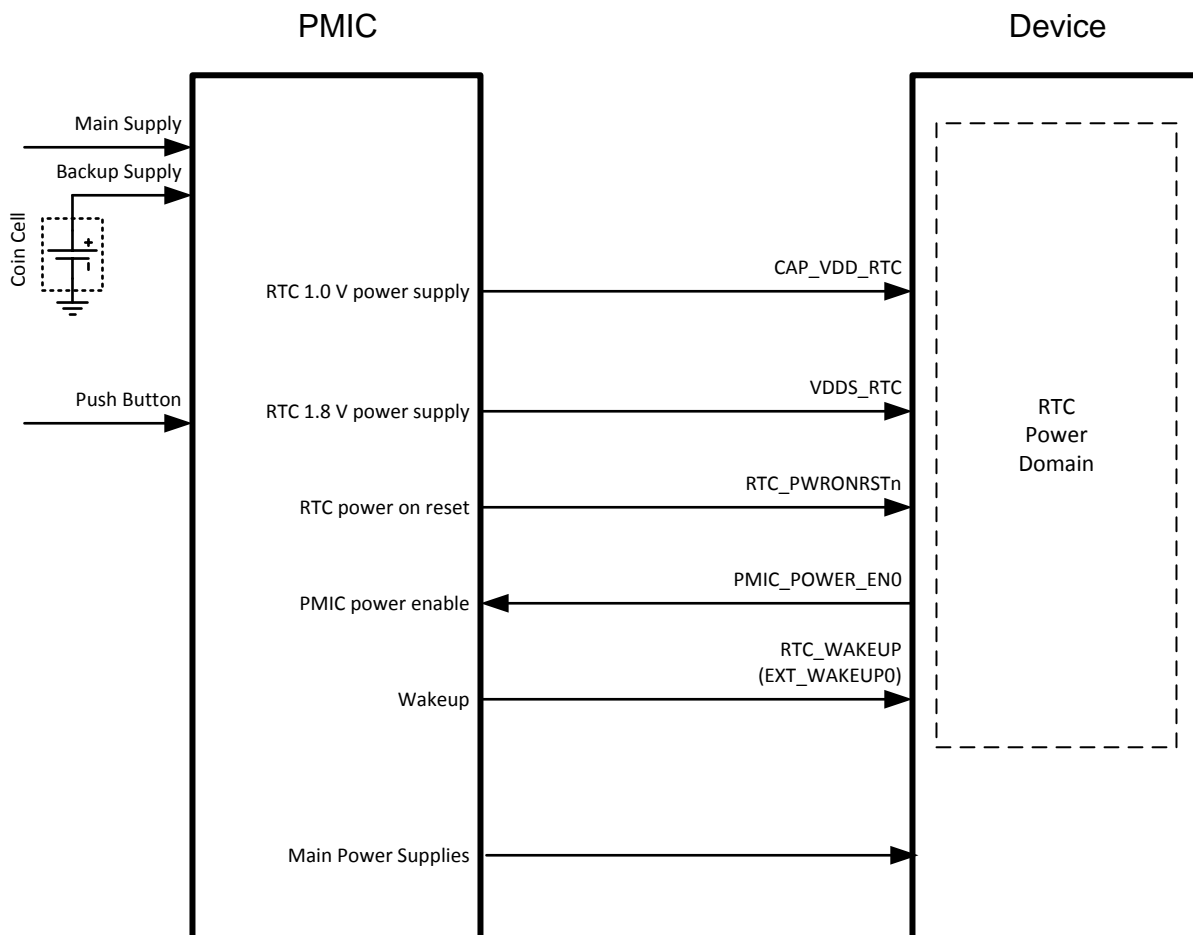 PMIC
Device
Main Supply
Backup Supply
Coin Cell
+
CAP_VDD_RTC
RTC 1.0 V power supply
Push Button
VDDS_RTC
RTC 1.8 V power supply
RTC
Power
Domain
RTC_PWRONRSTn
RTC power on reset
PMIC_POWER_EN0
PMIC power enable
RTC_WAKEUP
(EXT_WAKEUP0)
Wakeup
Main Power Supplies